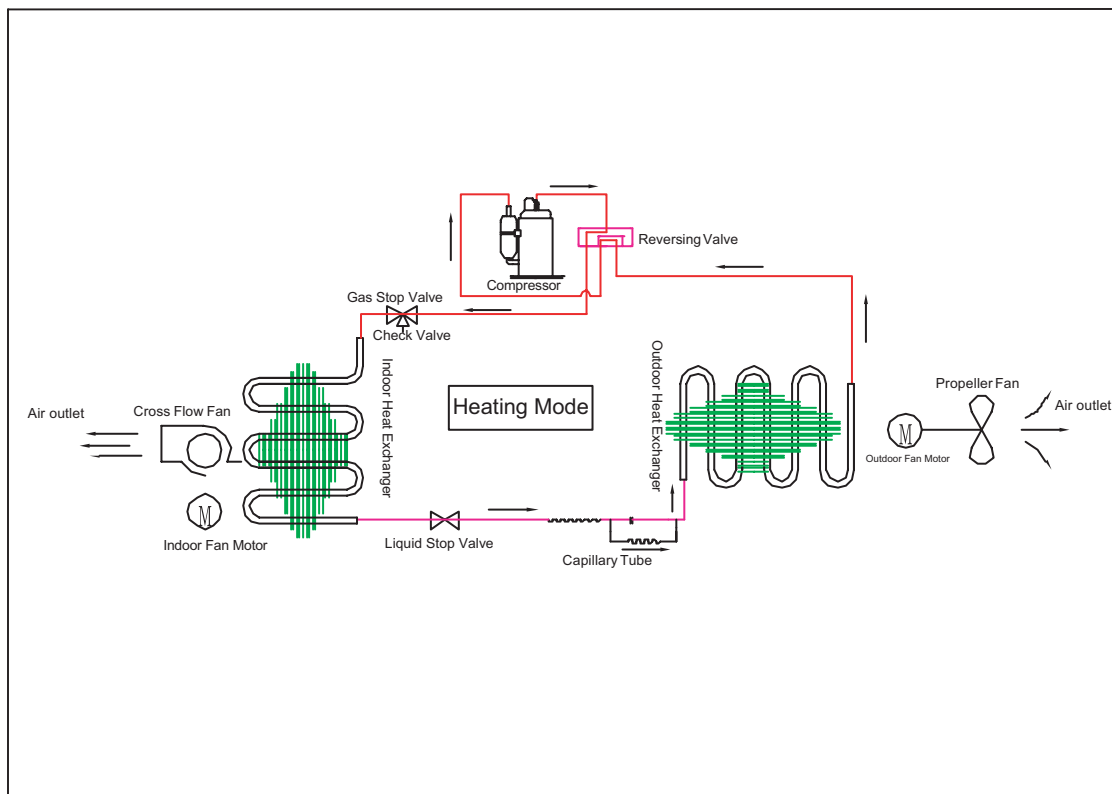 Reversing Valve
Compressor
Gas Stop Valve
Check Valve
Indoor Heat Exchanger
Outdoor Heat Exchanger
Heating Mode
Propeller Fan
Air outlet
Cross Flow Fan
Air outlet
M
Outdoor Fan Motor
M
Indoor Fan Motor
Liquid Stop Valve
Capillary Tube